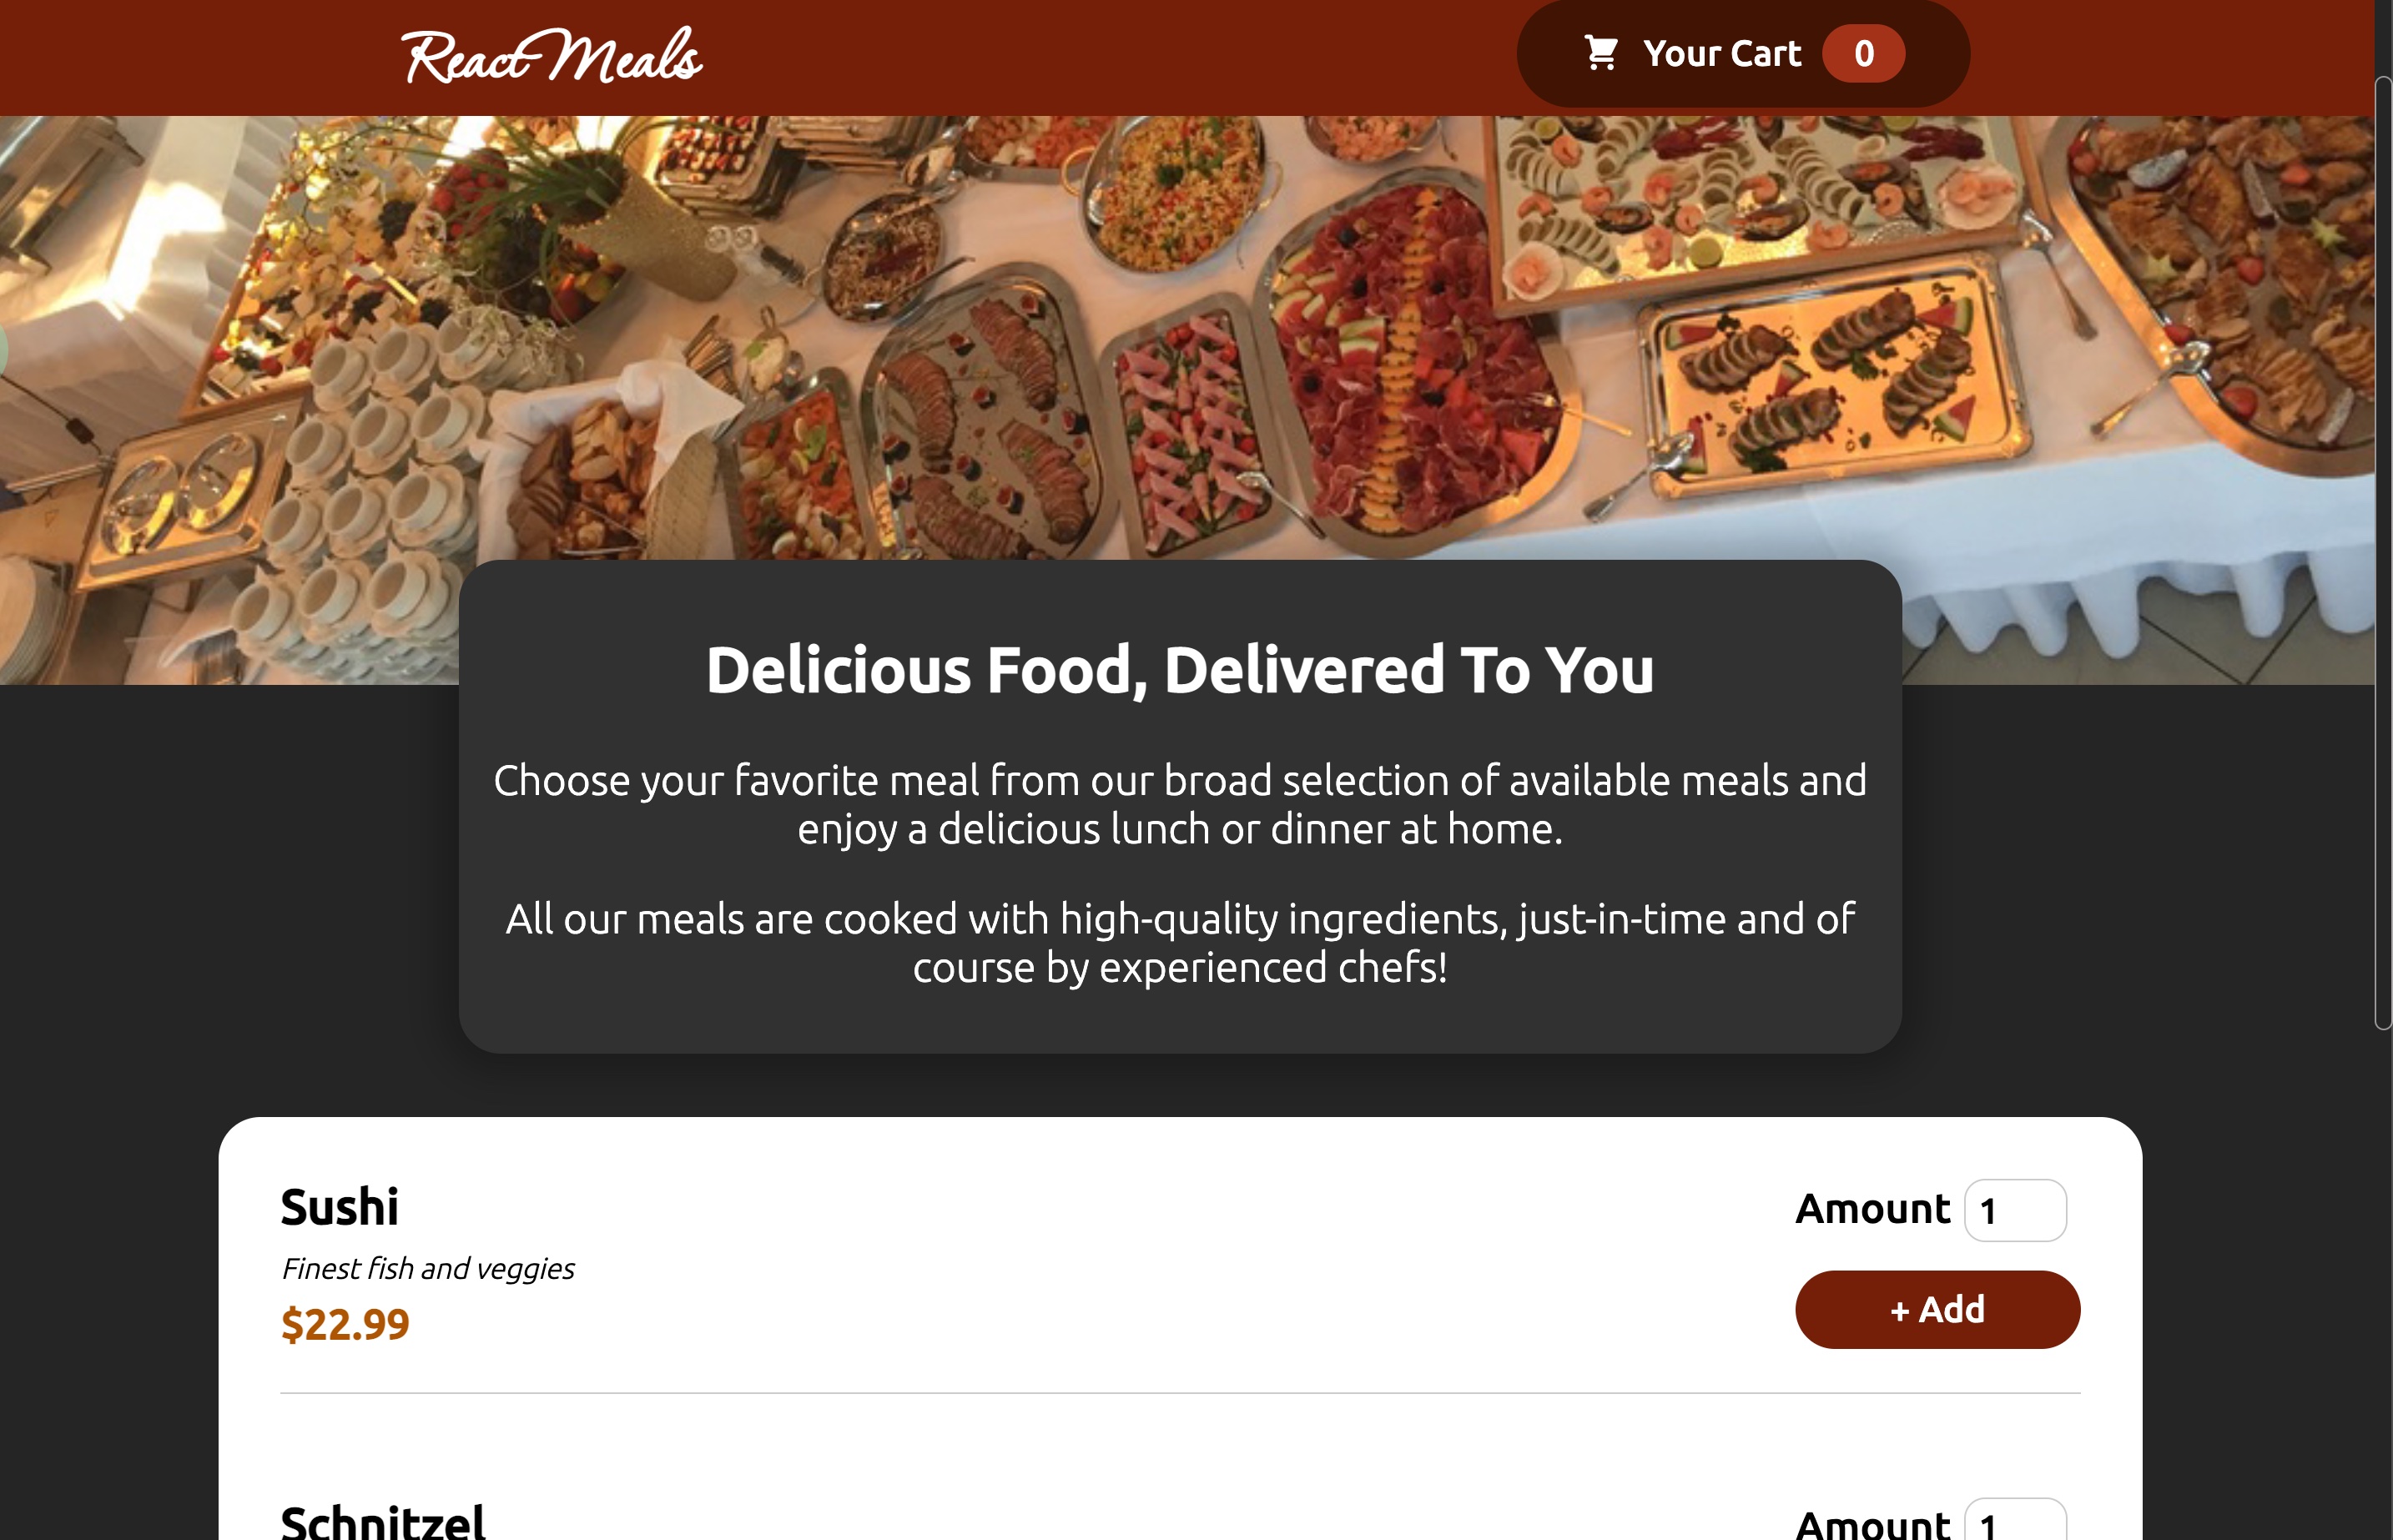 React Meals
Your Cart 0
Delicious Food, Delivered To You
Choose your favorite meal from our broad selection of available meals and
enjoy a delicious lunch or dinner at home.
All our meals are cooked with high-quality ingredients, just-in-time and of
course by experienced chefs!
Sushi
Amount 1
Finest fish and veggies
+ Add
$22.99
Schnitzel
Amount 1